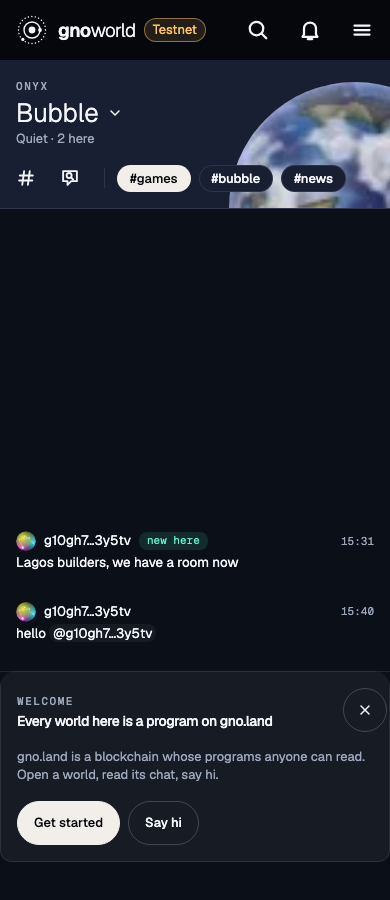 gnoworld Testnet
ONYX
Bubble
Quiet · 2 here
#games #bubble #news
g10gh7…3y5tv new here 15:31
Lagos builders, we have a room now
g10gh7…3y5tv 15:40
hello @g10gh7…3y5tv
WELCOME
Every world here is a program on gno.land
gno.land is a blockchain whose programs anyone can read.
Open a world, read its chat, say hi.
Get started Say hi